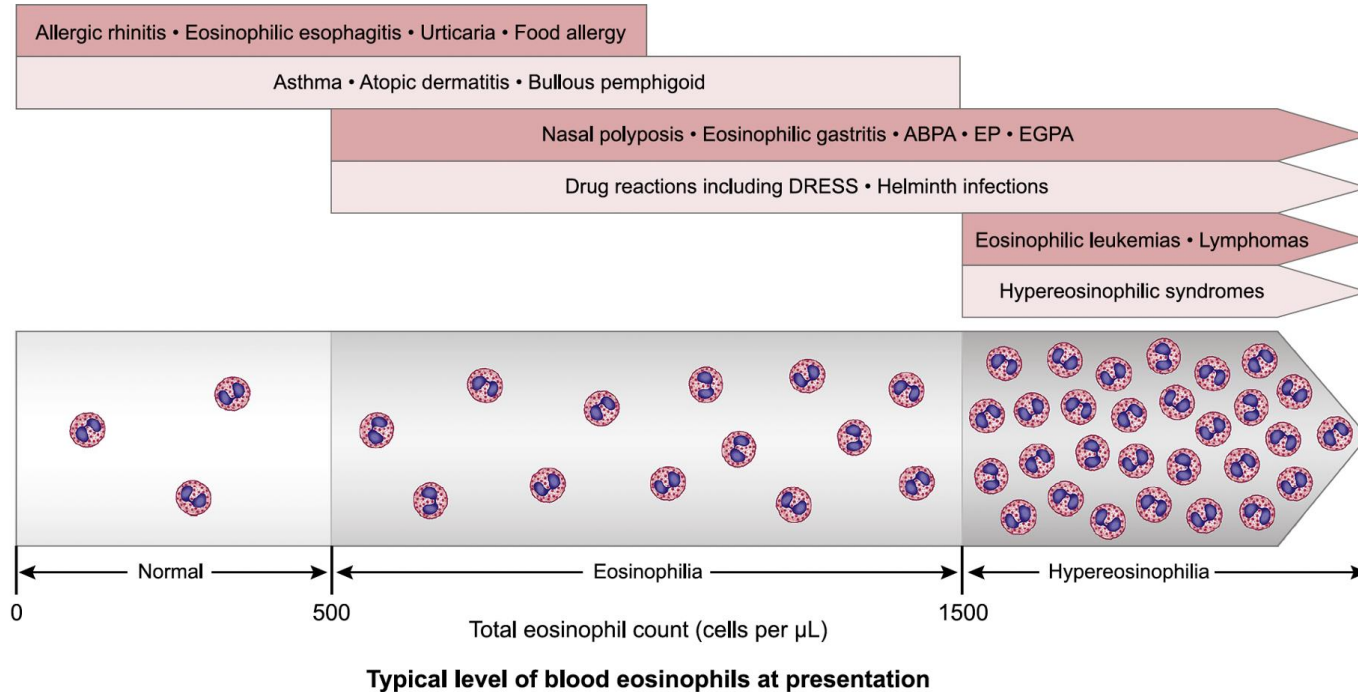 Allergic rhinitis • Eosinophilic esophagitis • Urticaria • Food allergy
Asthma • Atopic dermatitis • Bullous pemphigoid
Nasal polyposis • Eosinophilic gastritis • ABPA • EP • EGPA
Drug reactions including DRESS • Helminth infections
Eosinophilic leukemias • Lymphomas
Hypereosinophilic syndromes
Normal Eosinophilia Hypereosinophilia
0 500 1500
Total eosinophil count (cells per µL)
Typical level of blood eosinophils at presentation